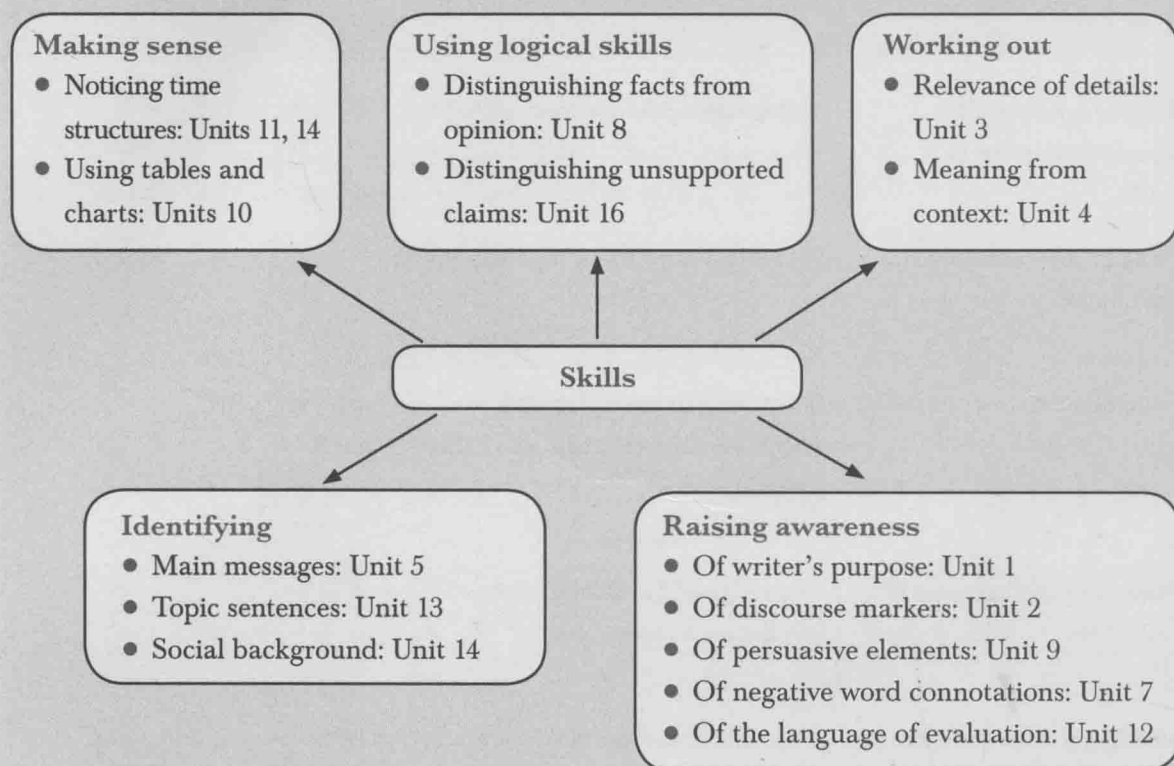 Making sense
● Noticing time
structures: Units 11, 14
● Using tables and
charts: Units 10
Using logical skills
● Distinguishing facts from
opinion: Unit 8
● Distinguishing unsupported
claims: Unit 16
Working out
● Relevance of details:
Unit 3
● Meaning from
context: Unit 4
Skills
Identifying
● Main messages: Unit 5
● Topic sentences: Unit 13
● Social background: Unit 14
Raising awareness
● Of writer's purpose: Unit 1
● Of discourse markers: Unit 2
● Of persuasive elements: Unit 9
● Of negative word connotations: Unit 7
● Of the language of evaluation: Unit 12